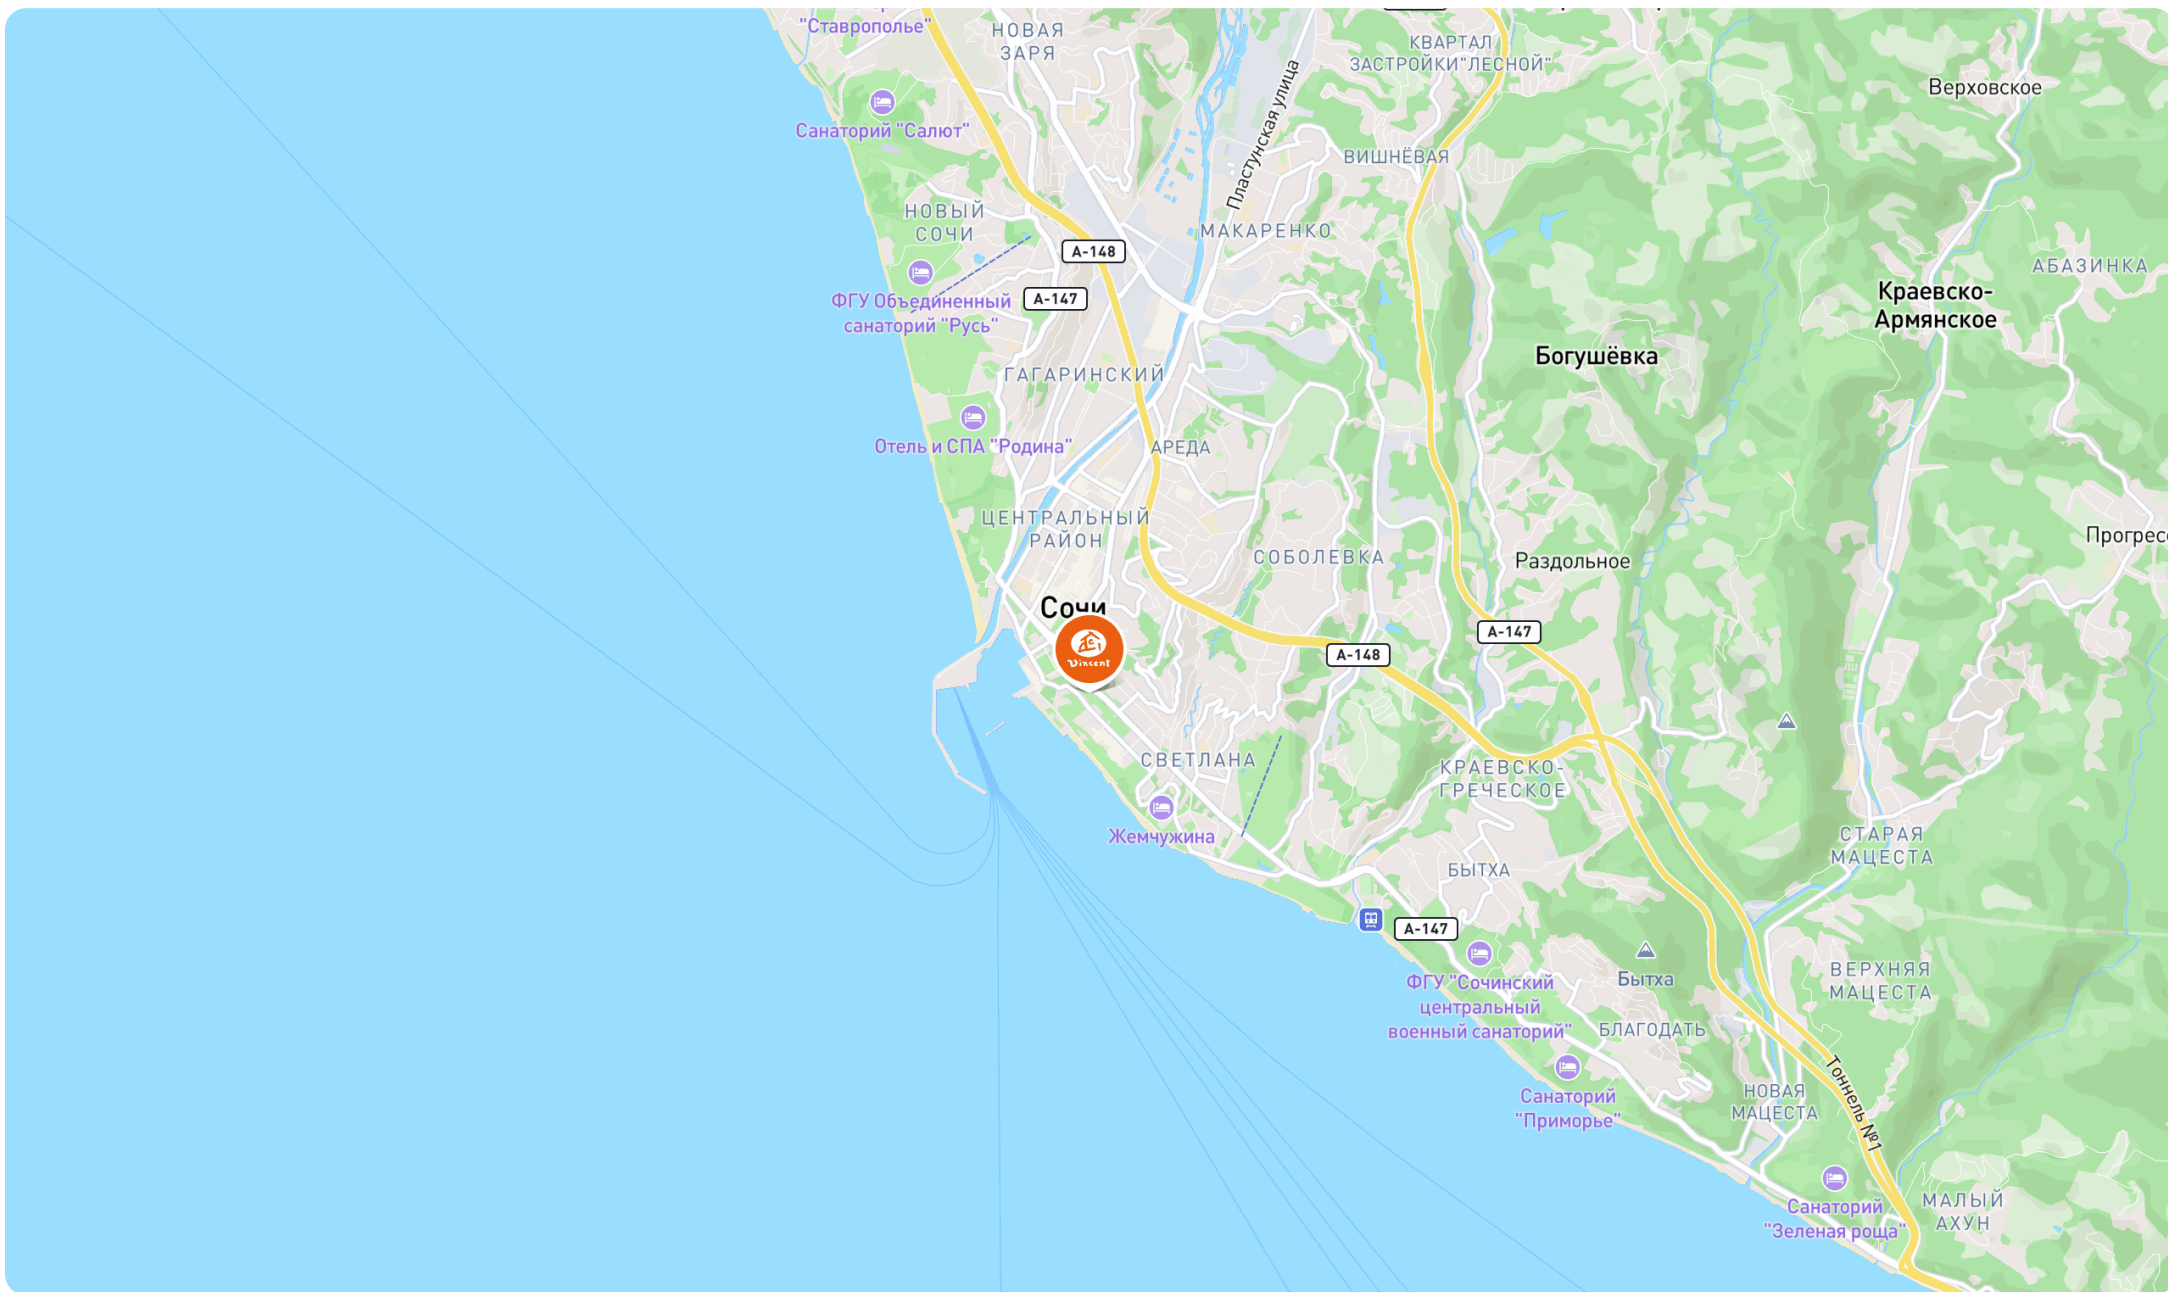 "Ставрополье"
НОВАЯ
ЗАРЯ
КВАРТАЛ
ЗАСТРОЙКИ"ЛЕСНОЙ"
Верховское
Санаторий "Салют"
Пластунская улица
ВИШНЁВАЯ
НОВЫЙ
СОЧИ
МАКАРЕНКО
А-148
АБАЗИНКА
ФГУ Объединенный
санаторий "Русь"
А-147
Краевско-
Армянское
Богушёвка
ГАГАРИНСКИЙ
Отель и СПА "Родина"
АРЕДА
ЦЕНТРАЛЬНЫЙ
РАЙОН
СОБОЛЕВКА
Раздольное
Прогресс
Сочи
Vincent
А-148
А-147
СВЕТЛАНА
КРАЕВСКО-
ГРЕЧЕСКОЕ
Жемчужина
СТАРАЯ
МАЦЕСТА
БЫТХА
А-147
ФГУ "Сочинский
центральный
военный санаторий"
Бытха
ВЕРХНЯЯ
МАЦЕСТА
БЛАГОДАТЬ
Санаторий
"Приморье"
НОВАЯ
МАЦЕСТА
Тоннель №1
Санаторий
"Зеленая роща"
МАЛЫЙ
АХУН